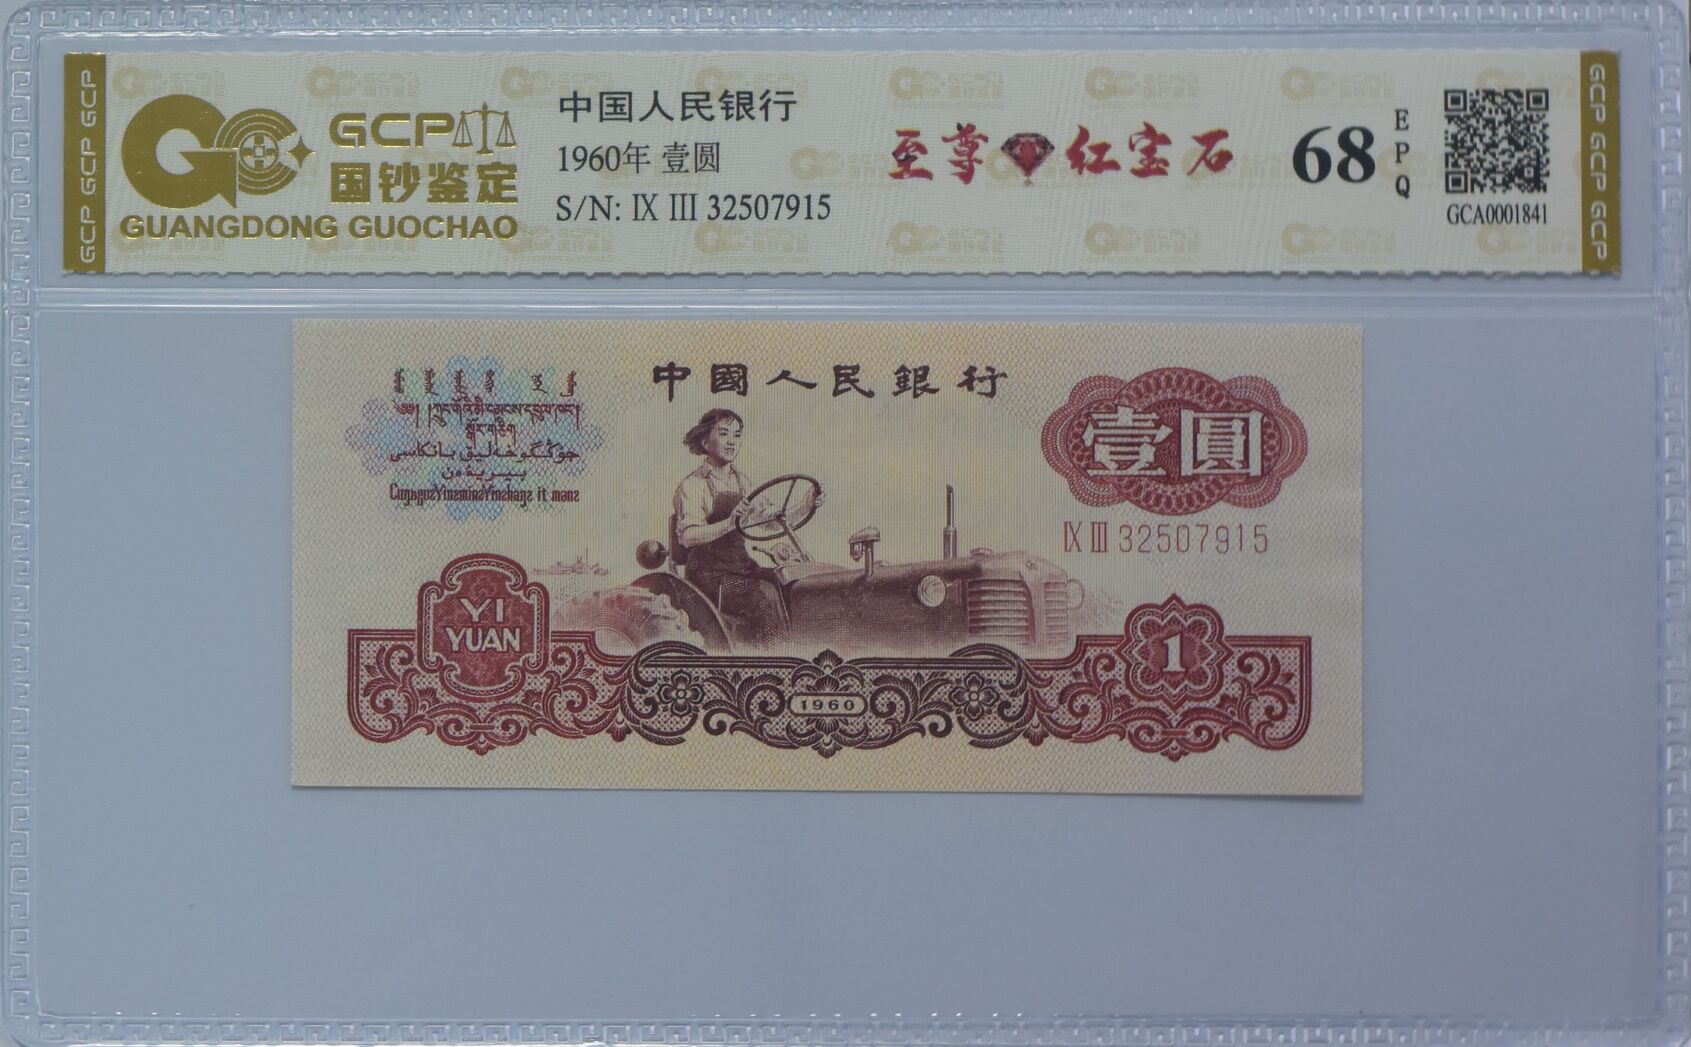 GCP GCP GCP
GCP
国钞鉴定
GUANGDONG GUOCHAO
中国人民银行
1960年 壹圆
S/N: Ⅸ Ⅲ 32507915
至尊 红宝石
68
EPQ
GCA0001841
GCP GCP GCP
中國人民銀行
壹圓
Ⅸ Ⅲ 32507915
YI
YUAN
1960
1